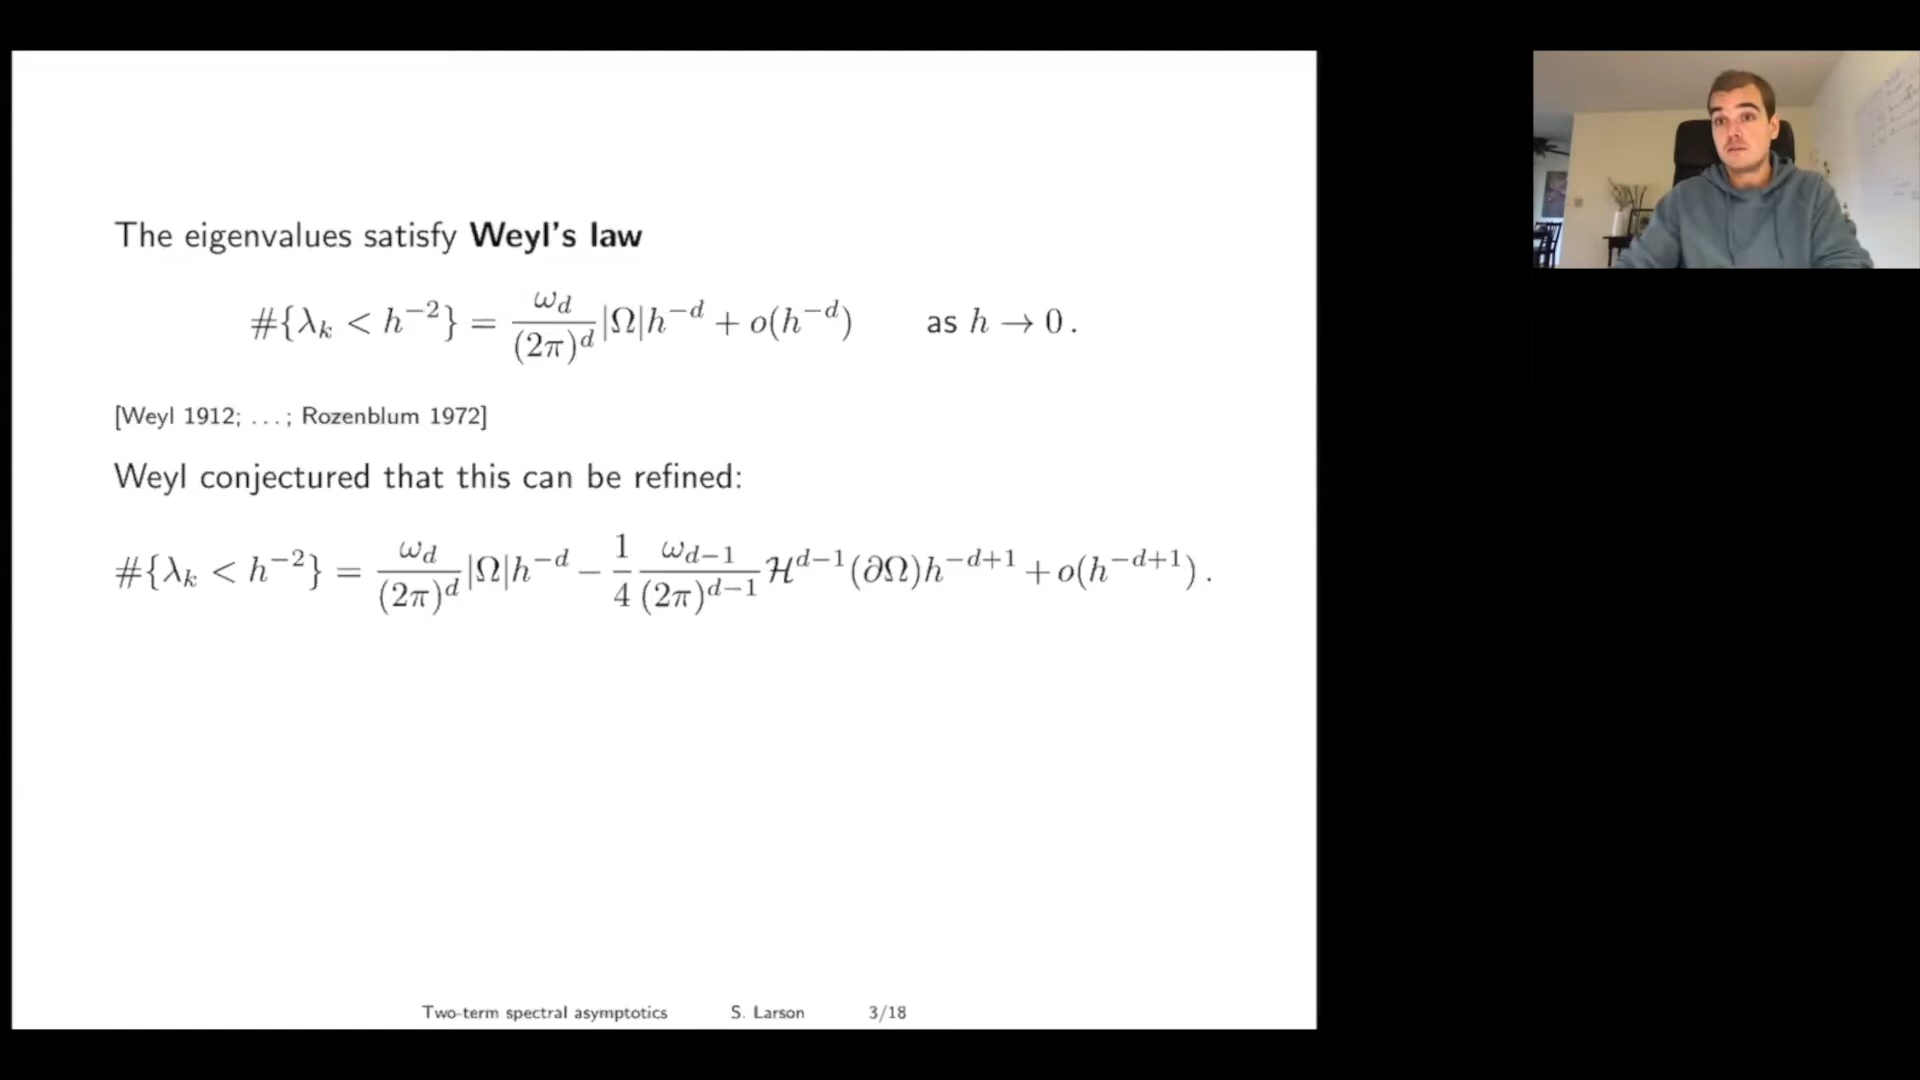 The eigenvalues satisfy Weyl's law
#{λ_k < h^{-2}} = \frac{ω_d}{(2π)^d}|Ω|h^{-d} + o(h^{-d}) as h → 0 .
[Weyl 1912; . . . ; Rozenblum 1972]
Weyl conjectured that this can be refined:
#{λ_k < h^{-2}} = \frac{ω_d}{(2π)^d}|Ω|h^{-d} − \frac{1}{4}\frac{ω_{d-1}}{(2π)^{d-1}}ℋ^{d-1}(∂Ω)h^{-d+1} + o(h^{-d+1}) .
Two-term spectral asymptotics S. Larson 3/18